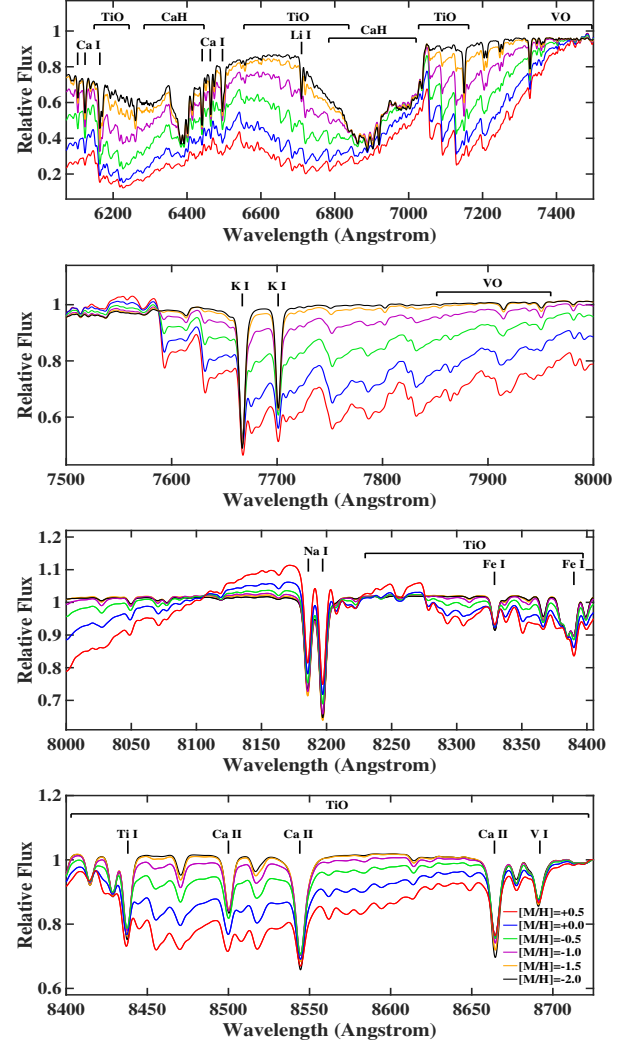 TiO CaH TiO CaH TiO VO
Ca I Ca I Li I
1
0.8
0.6
0.4
0.2
Relative Flux
6200 6400 6600 6800 7000 7200 7400
Wavelength (Angstrom)
K I K I VO
1
0.8
0.6
Relative Flux
7500 7600 7700 7800 7900 8000
Wavelength (Angstrom)
Na I TiO
Fe I Fe I
1.2
1.1
1
0.9
0.8
0.7
Relative Flux
8000 8050 8100 8150 8200 8250 8300 8350 8400
Wavelength (Angstrom)
TiO
Ti I Ca II Ca II Ca II V I
1.2
1
0.8
0.6
Relative Flux
[M/H]=+0.5
[M/H]=+0.0
[M/H]=-0.5
[M/H]=-1.0
[M/H]=-1.5
[M/H]=-2.0
8400 8450 8500 8550 8600 8650 8700
Wavelength (Angstrom)